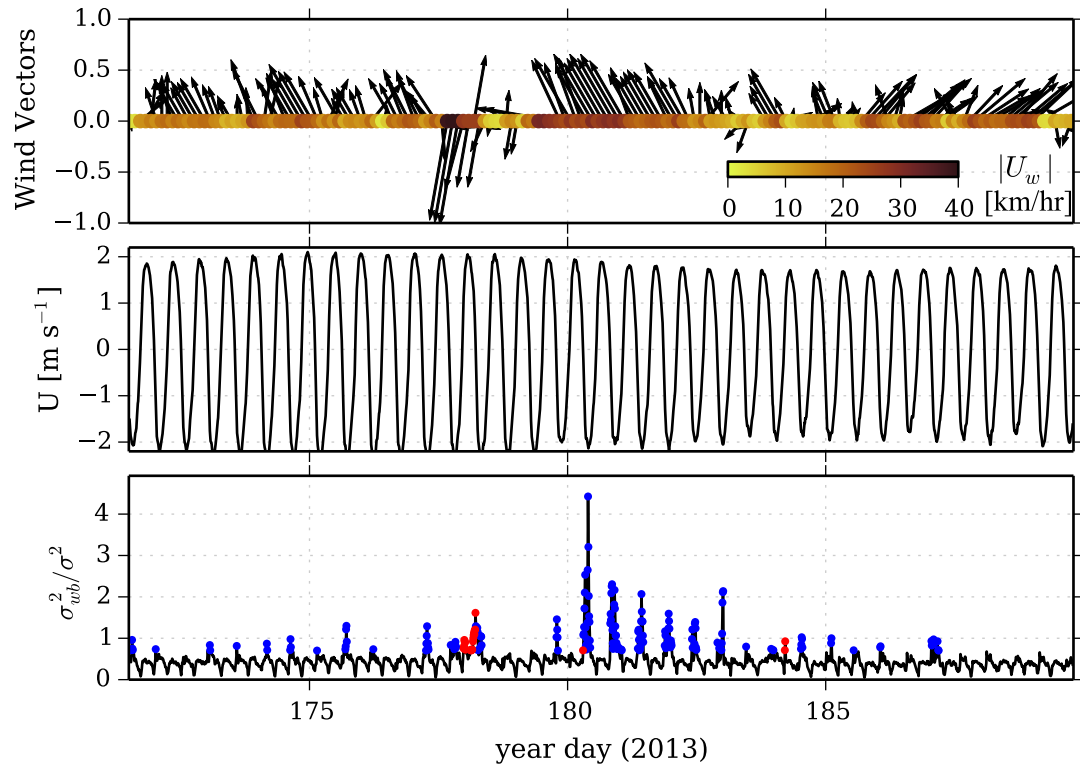 Wind Vectors
1.0
0.5
0.0
−0.5
−1.0
|U_w|
[km/hr]
0 10 20 30 40
U [m s⁻¹]
2
1
0
−1
−2
σ²_wb/σ²
4
3
2
1
0
175 180 185
year day (2013)